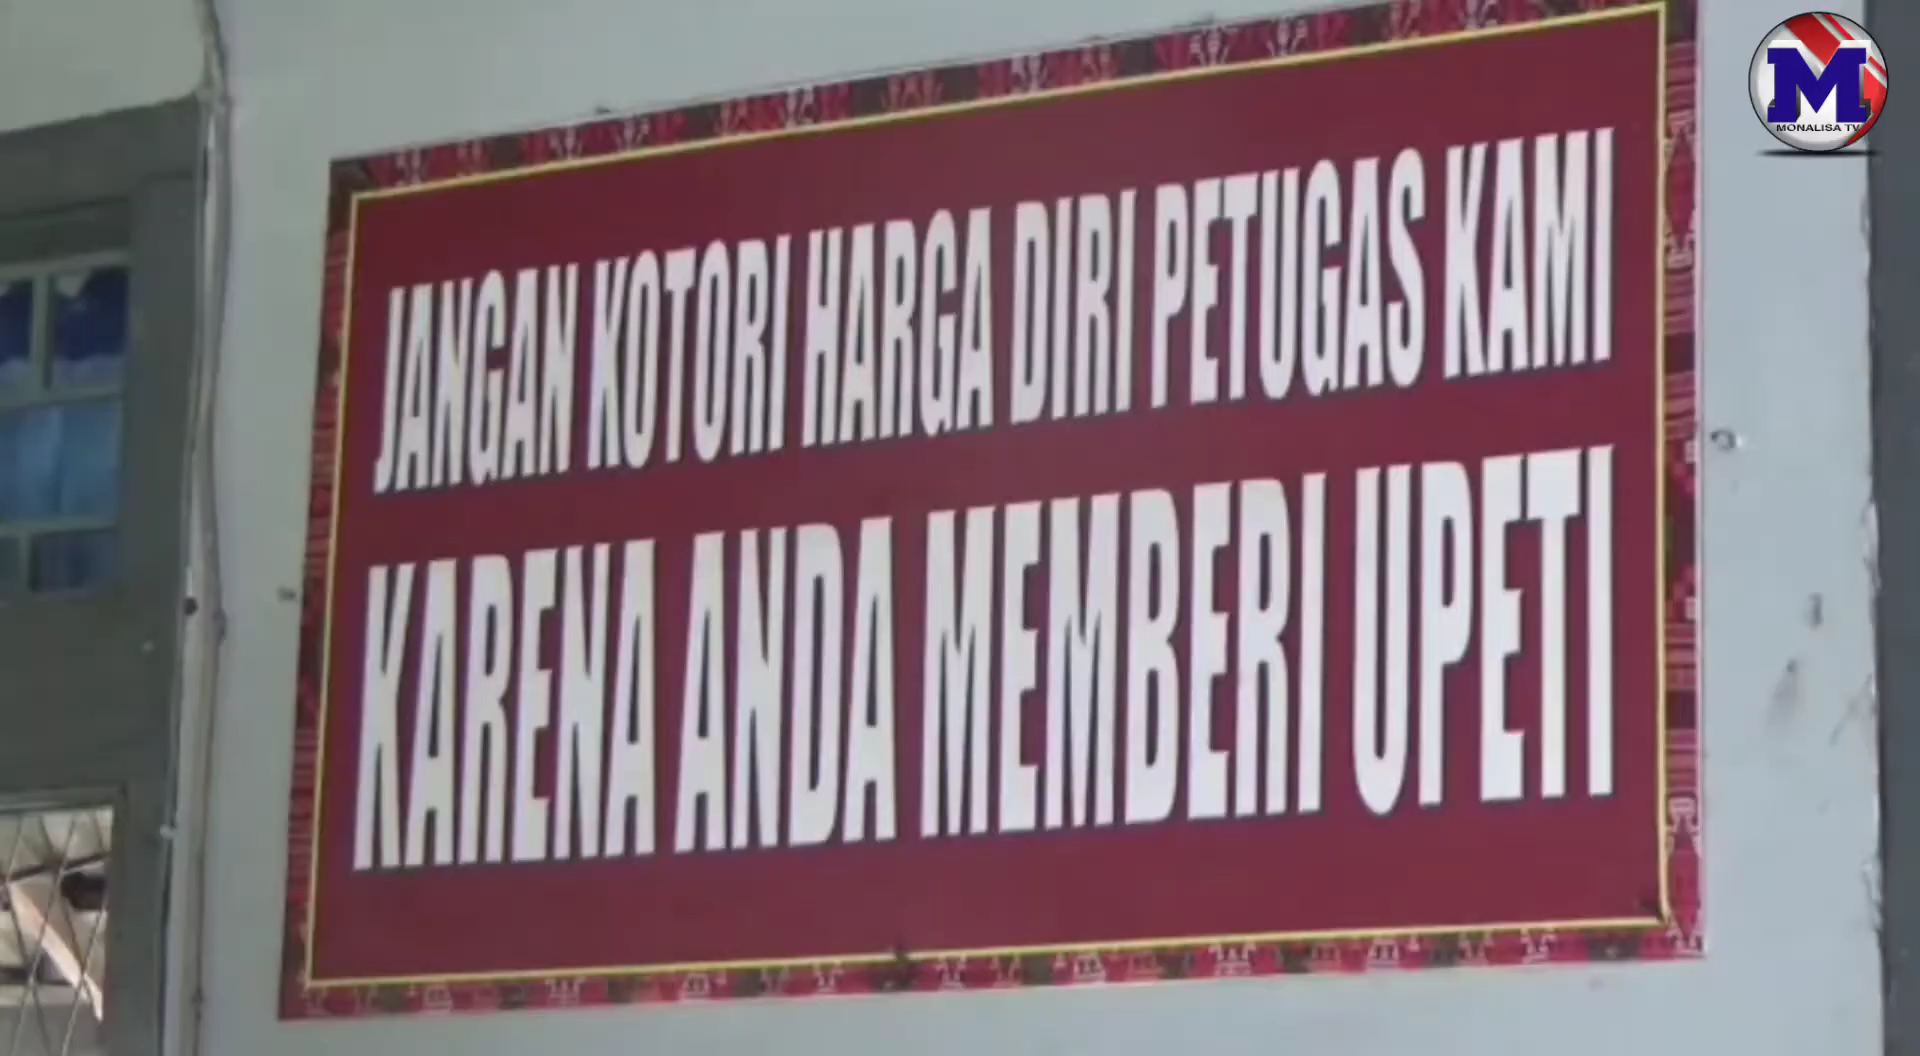 JANGAN KOTORI HARGA DIRI PETUGAS KAMI
KARENA ANDA MEMBERI UPETI
M
MONALISA TV